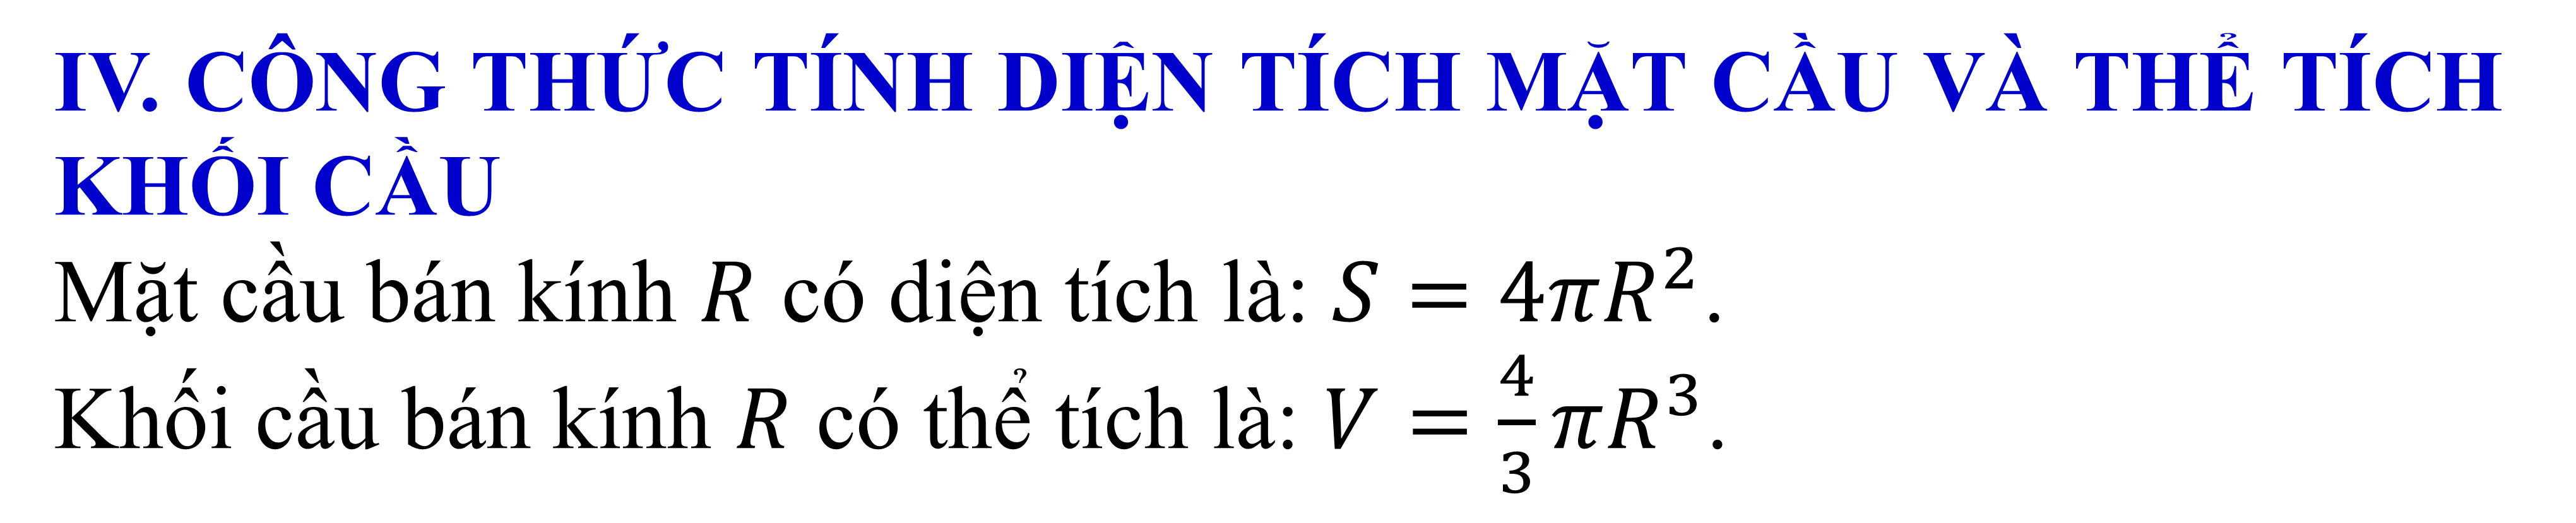 IV. CÔNG THỨC TÍNH DIỆN TÍCH MẶT CẦU VÀ THỂ TÍCH
KHỐI CẦU
Mặt cầu bán kính R có diện tích là: S = 4πR².
Khối cầu bán kính R có thể tích là: V = 4/3 πR³.